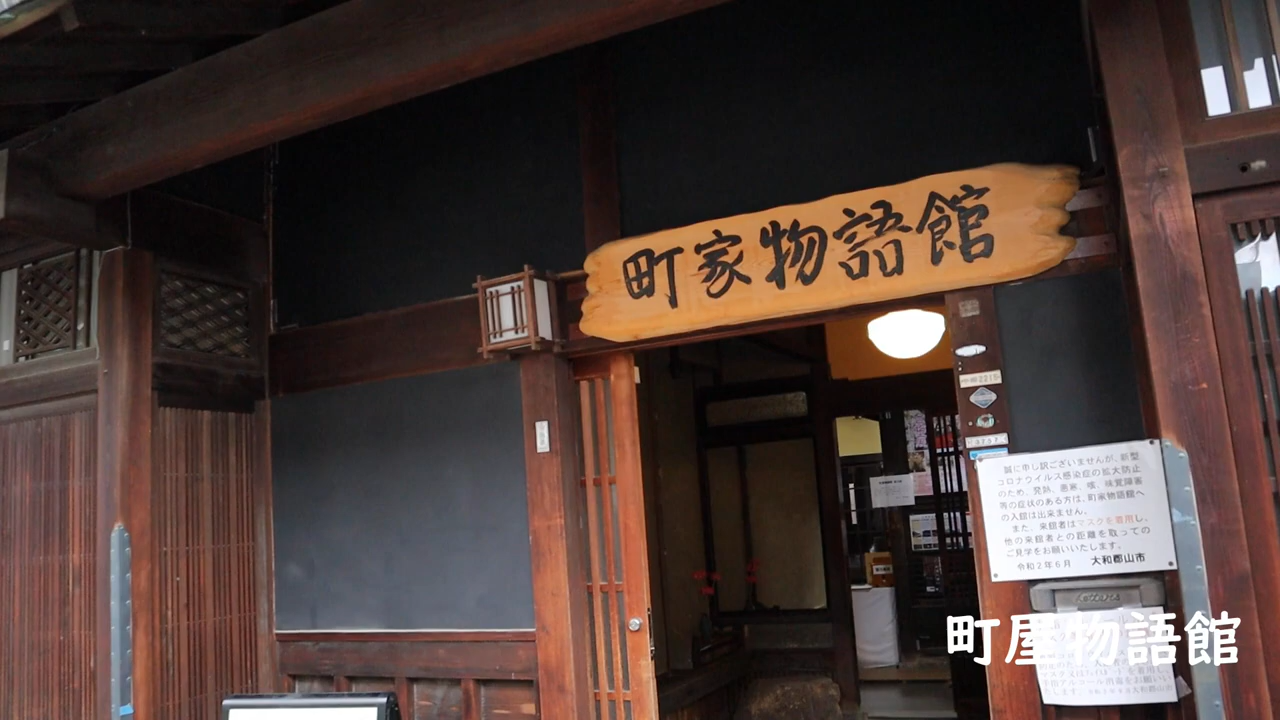 町家物語館
2216
3757
誠に申し訳ございませんが、新型
コロナウイルス感染症の拡大防止
のため、発熱、悪寒、咳、味覚障害
等の症状のある方は、町家物語館へ
の入館は出来ません。
また、来館者はマスクを着用し、
他の来館者との距離を取っての
ご見学をお願いいたします。
令和2年6月 大和郡山市
町屋物語館